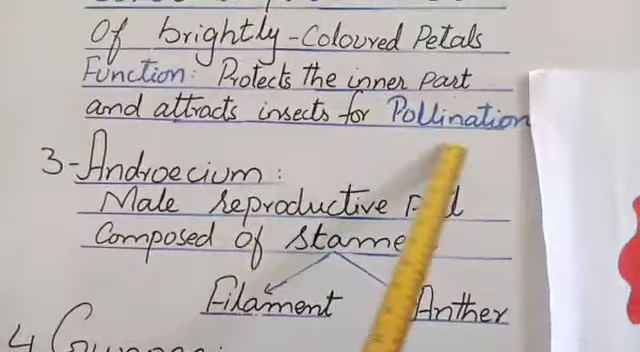 Of brightly-Coloured Petals
Function: Protects the inner part
and attracts insects for Pollination
3-Androecium:
Male reproductive
Composed of
Filament Anther
4